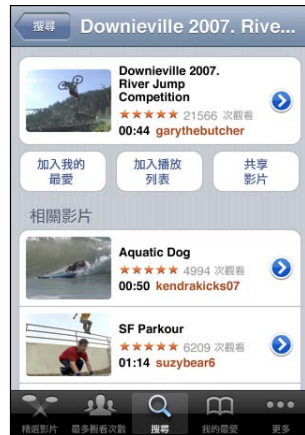 搜尋 Downieville 2007. Rive...
Downieville 2007.
River Jump
Competition
★★★★★ 21566 次觀看
00:44 garythebutcher
加入我的
最愛
加入播放
列表
共享
影片
相關影片
Aquatic Dog
★★★★★ 4994 次觀看
00:50 kendrakicks07
SF Parkour
★★★★★ 6209 次觀看
01:14 suzybear6
精選影片 最多觀看次數 搜尋 我的最愛 更多